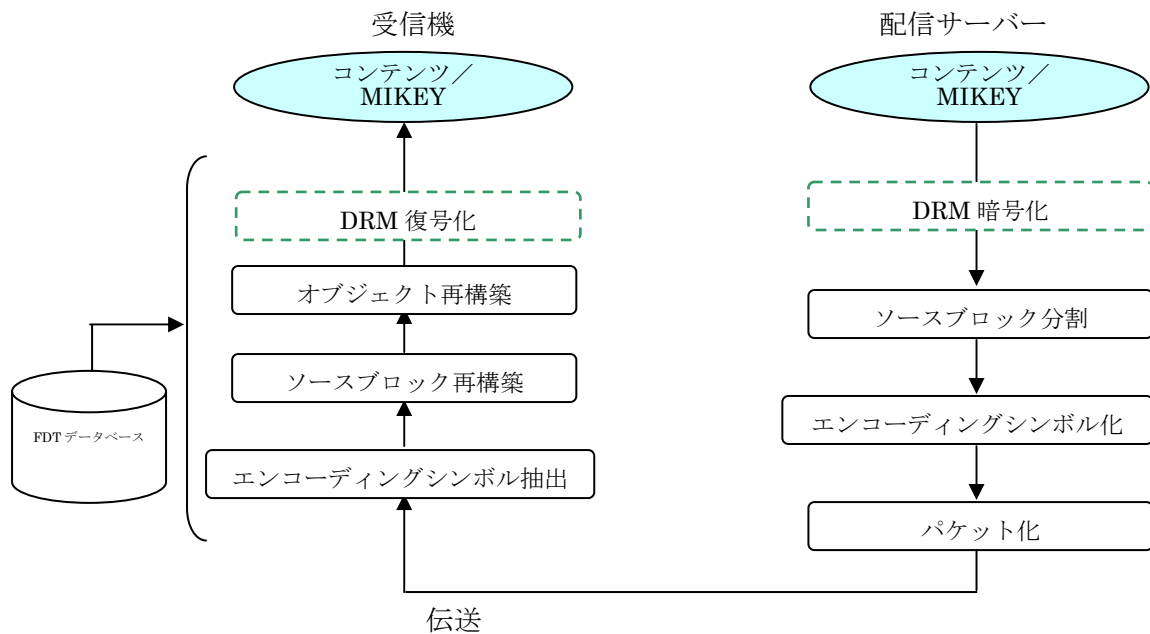 受信機
コンテンツ／
MIKEY
DRM 復号化
オブジェクト再構築
ソースブロック再構築
エンコーディングシンボル抽出
FDT データベース
配信サーバー
コンテンツ／
MIKEY
DRM 暗号化
ソースブロック分割
エンコーディングシンボル化
パケット化
伝送